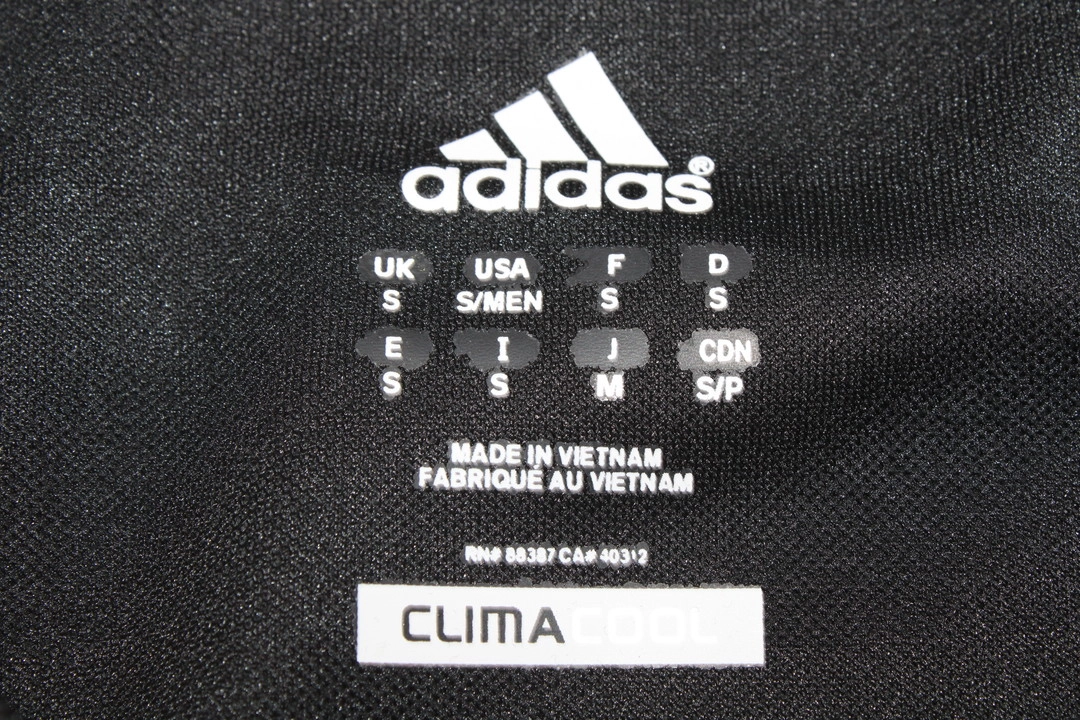 adidas®
UK USA F D
S S/MEN S S
E I J CDN
S S M S/P
MADE IN VIETNAM
FABRIQUÉ AU VIETNAM
RN# 88387 CA# 40312
CLIMACOOL